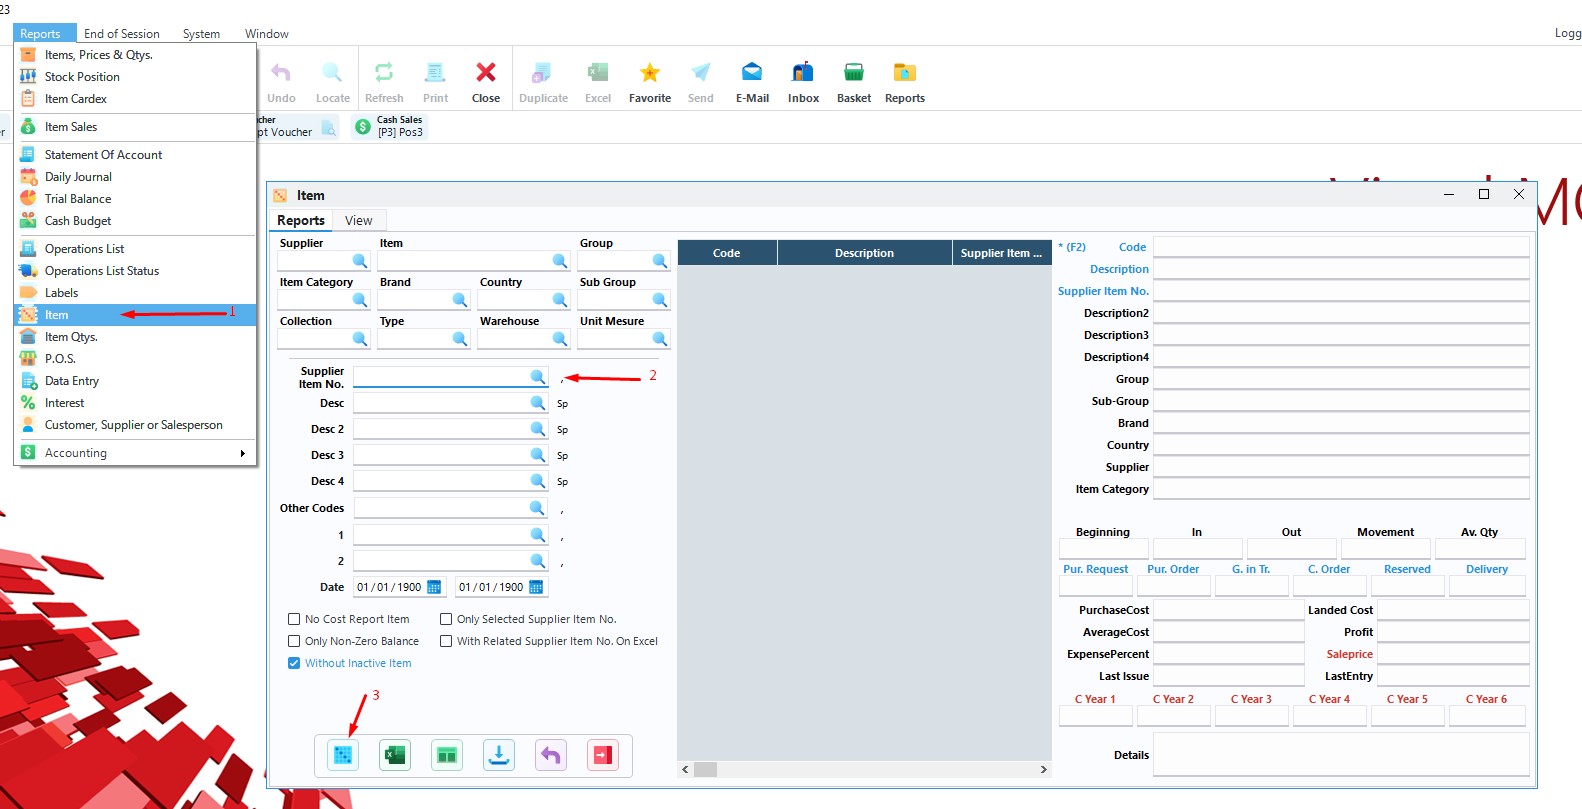 23
Reports End of Session System Window Logg
Items, Prices & Qtys.
Stock Position
Item Cardex
Item Sales
Statement Of Account
Daily Journal
Trial Balance
Cash Budget
Operations List
Operations List Status
Labels
Item 1
Item Qtys.
P.O.S.
Data Entry
Interest
Customer, Supplier or Salesperson
Accounting
Undo Locate Refresh Print Close Duplicate Excel Favorite Send E-Mail Inbox Basket Reports
er
cher
pt Voucher
Cash Sales
[P3] Pos3
Item
Reports View
Supplier Item Group
Item Category Brand Country Sub Group
Collection Type Warehouse Unit Mesure
Supplier
Item No. , 2
Desc Sp
Desc 2 Sp
Desc 3 Sp
Desc 4 Sp
Other Codes ,
1 ,
2 ,
Date 01/01/1900 01/01/1900
No Cost Report Item Only Selected Supplier Item No.
Only Non-Zero Balance With Related Supplier Item No. On Excel
Without Inactive Item
3
Code Description Supplier Item ...
* (F2) Code
Description
Supplier Item No.
Description2
Description3
Description4
Group
Sub-Group
Brand
Country
Supplier
Item Category
Beginning In Out Movement Av. Qty
Pur. Request Pur. Order G. in Tr. C. Order Reserved Delivery
PurchaseCost Landed Cost
AverageCost Profit
ExpensePercent Saleprice
Last Issue LastEntry
C Year 1 C Year 2 C Year 3 C Year 4 C Year 5 C Year 6
Details